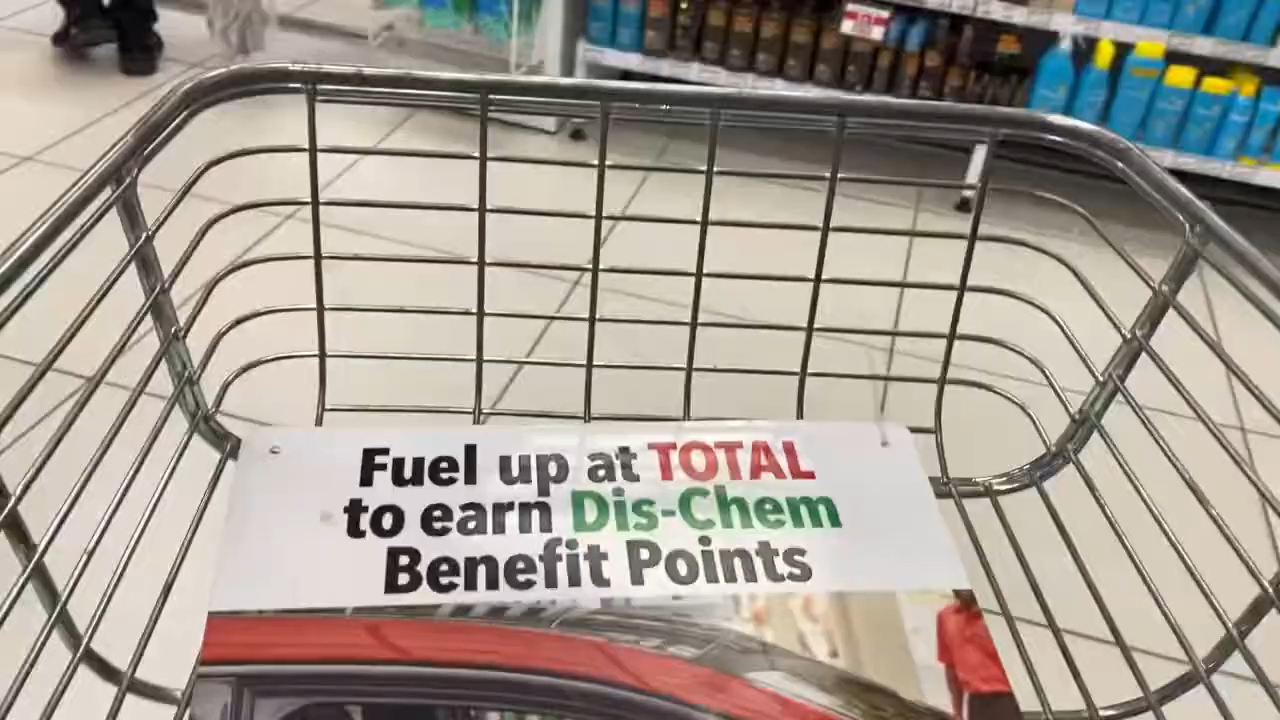 Fuel up at TOTAL
to earn Dis-Chem
Benefit Points